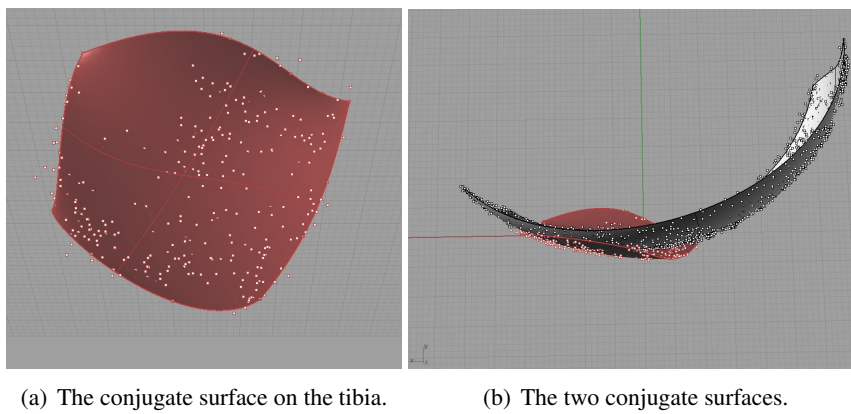 (a) The conjugate surface on the tibia.
(b) The two conjugate surfaces.